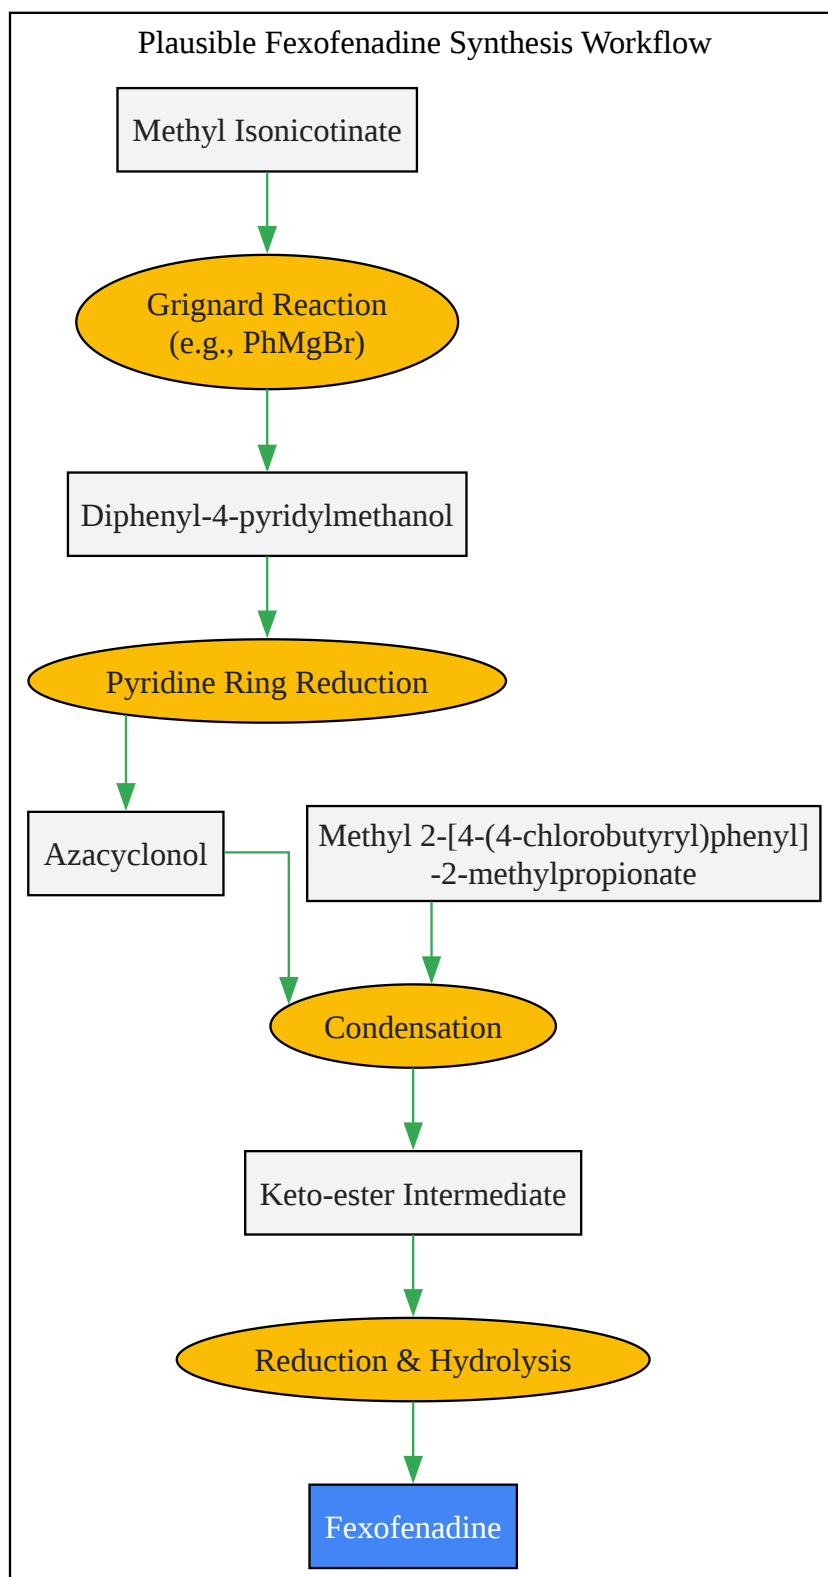 Plausible Fexofenadine Synthesis Workflow
Methyl Isonicotinate
Grignard Reaction
(e.g., PhMgBr)
Diphenyl-4-pyridylmethanol
Pyridine Ring Reduction
Azacyclonol
Methyl 2-[4-(4-chlorobutyryl)phenyl]
-2-methylpropionate
Condensation
Keto-ester Intermediate
Reduction & Hydrolysis
Fexofenadine